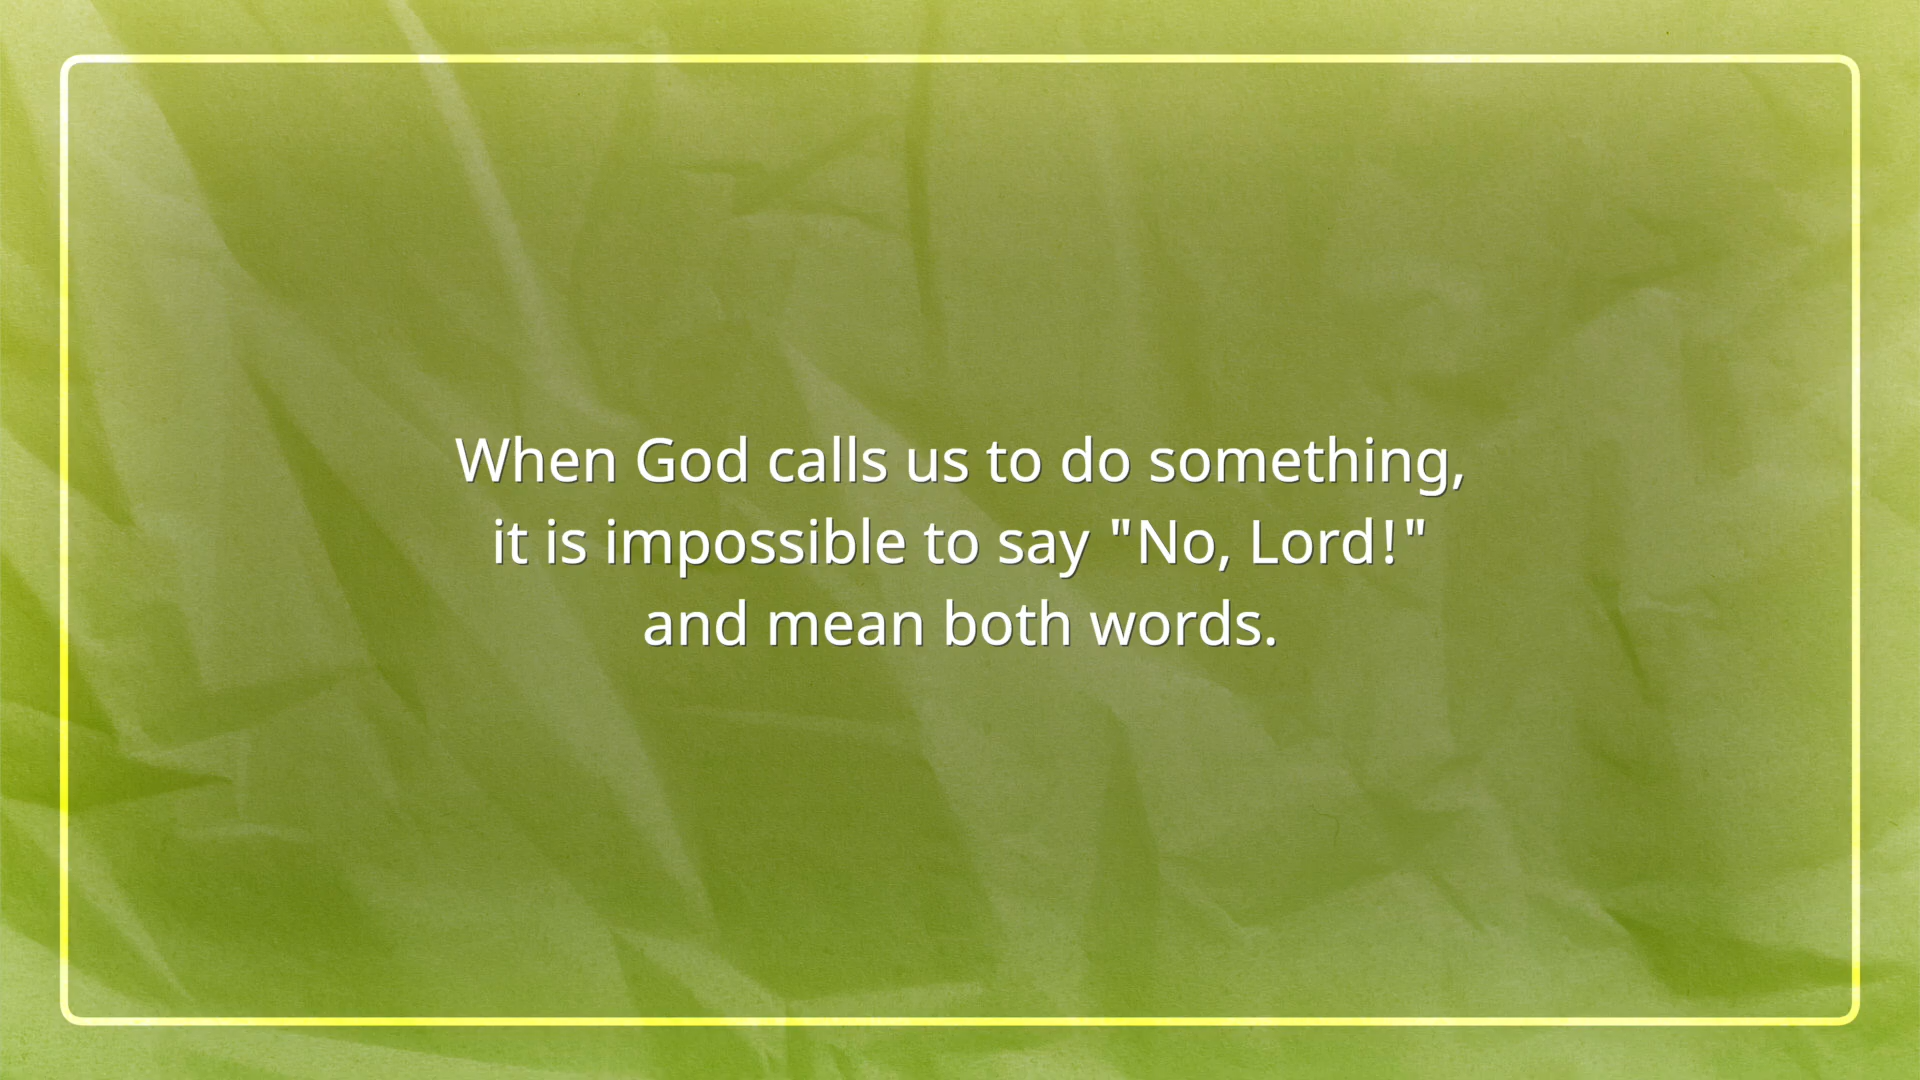 When God calls us to do something,
it is impossible to say "No, Lord!"
and mean both words.